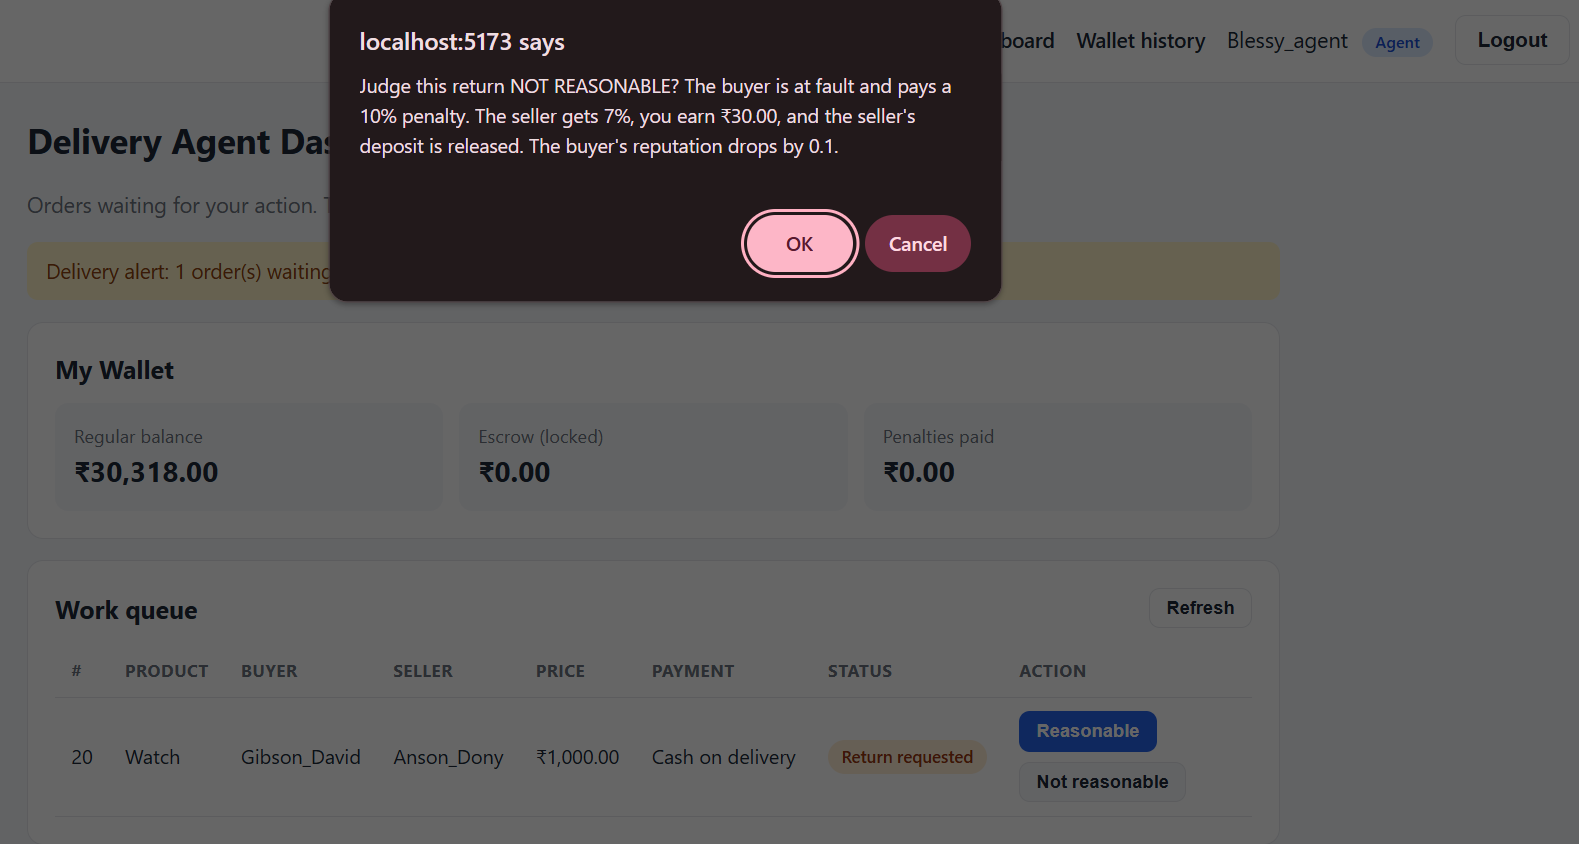 localhost:5173 says
Judge this return NOT REASONABLE? The buyer is at fault and pays a
10% penalty. The seller gets 7%, you earn ₹30.00, and the seller's
deposit is released. The buyer's reputation drops by 0.1.
OK Cancel
board Wallet history Blessy_agent Agent Logout
Delivery Agent Das
Orders waiting for your action.
Delivery alert: 1 order(s) waiting
My Wallet
Regular balance Escrow (locked) Penalties paid
₹30,318.00 ₹0.00 ₹0.00
Work queue Refresh
# PRODUCT BUYER SELLER PRICE PAYMENT STATUS ACTION
Reasonable
20 Watch Gibson_David Anson_Dony ₹1,000.00 Cash on delivery Return requested
Not reasonable